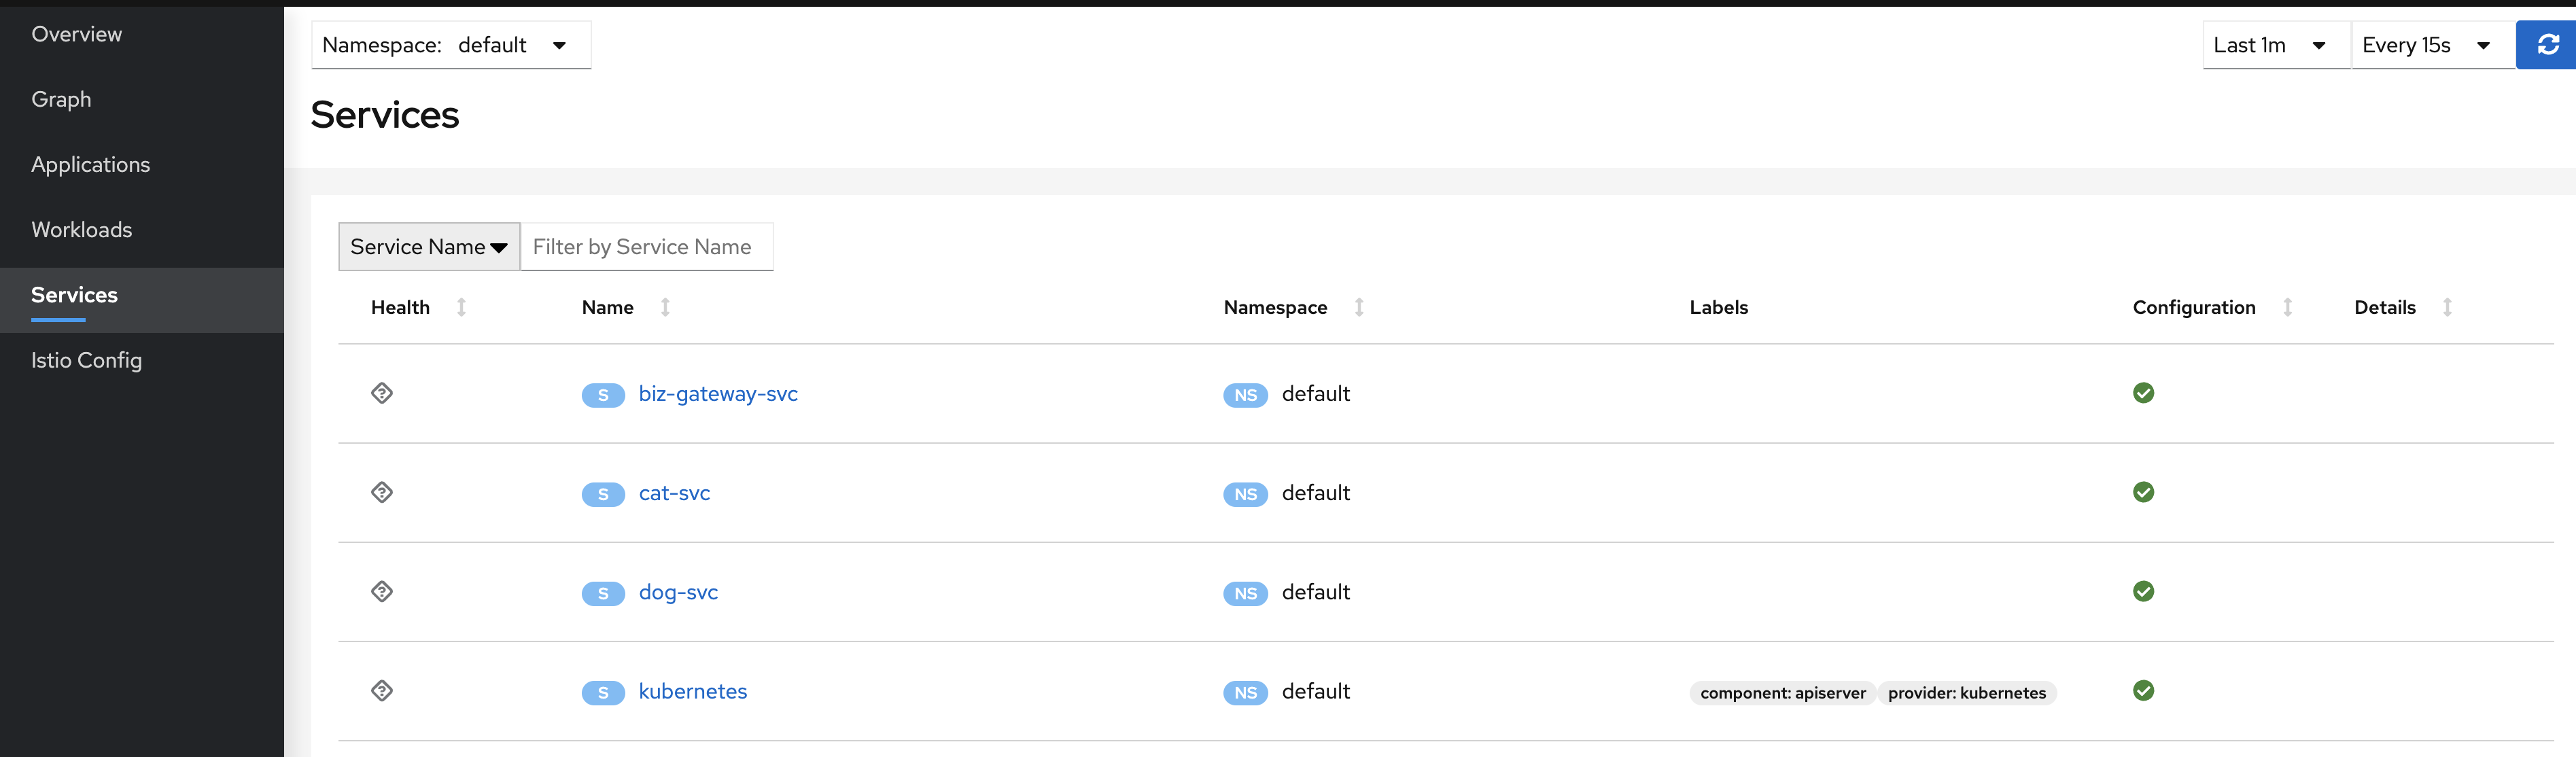 Overview
Graph
Applications
Workloads
Services
Istio Config
Namespace: default
Last 1m Every 15s
Services
Service Name Filter by Service Name
Health Name Namespace Labels Configuration Details
S biz-gateway-svc NS default
S cat-svc NS default
S dog-svc NS default
S kubernetes NS default component: apiserver provider: kubernetes